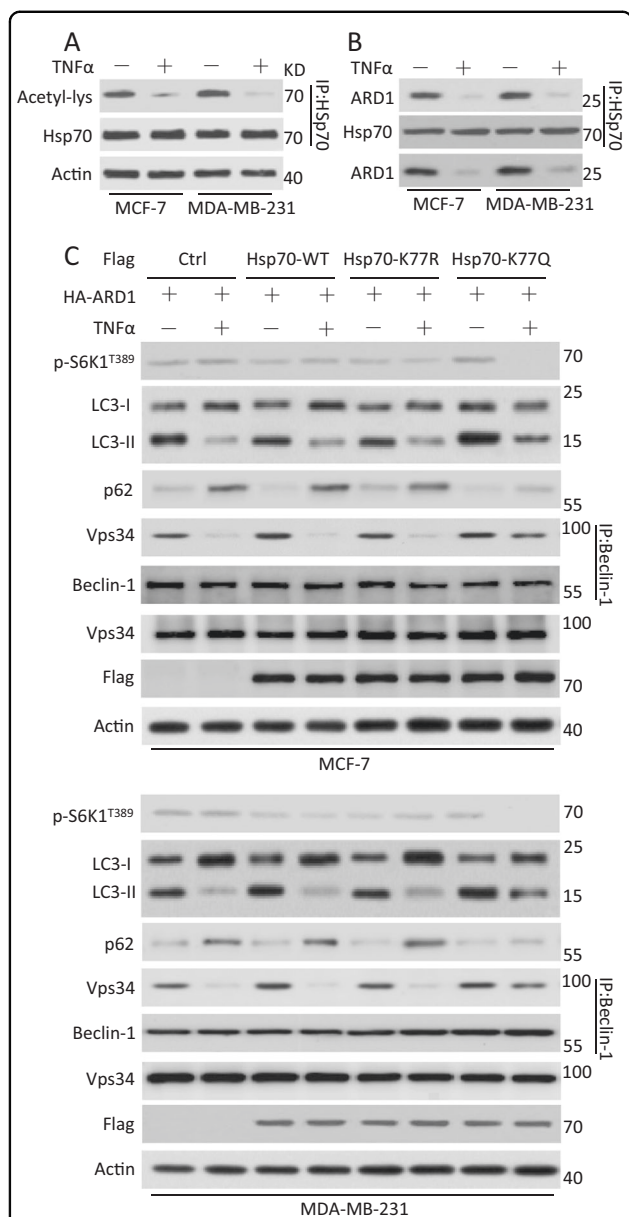 A
TNFα − + − + KD
Acetyl-lys 70
Hsp70 70
Actin 40
IP:HSp70
MCF-7 MDA-MB-231
B
TNFα − + − +
ARD1 25
Hsp70 70
ARD1 25
IP:HSp70
MCF-7 MDA-MB-231
C
Flag Ctrl Hsp70-WT Hsp70-K77R Hsp70-K77Q
HA-ARD1 + + + + + + + +
TNFα − + − + − + − +
p-S6K1T389 70
LC3-I 25
LC3-II 15
p62 55
Vps34 100
Beclin-1 55
IP:Beclin-1
Vps34 100
Flag 70
Actin 40
MCF-7
p-S6K1T389 70
LC3-I 25
LC3-II 15
p62 55
Vps34 100
Beclin-1 55
IP:Beclin-1
Vps34 100
Flag 70
Actin 40
MDA-MB-231